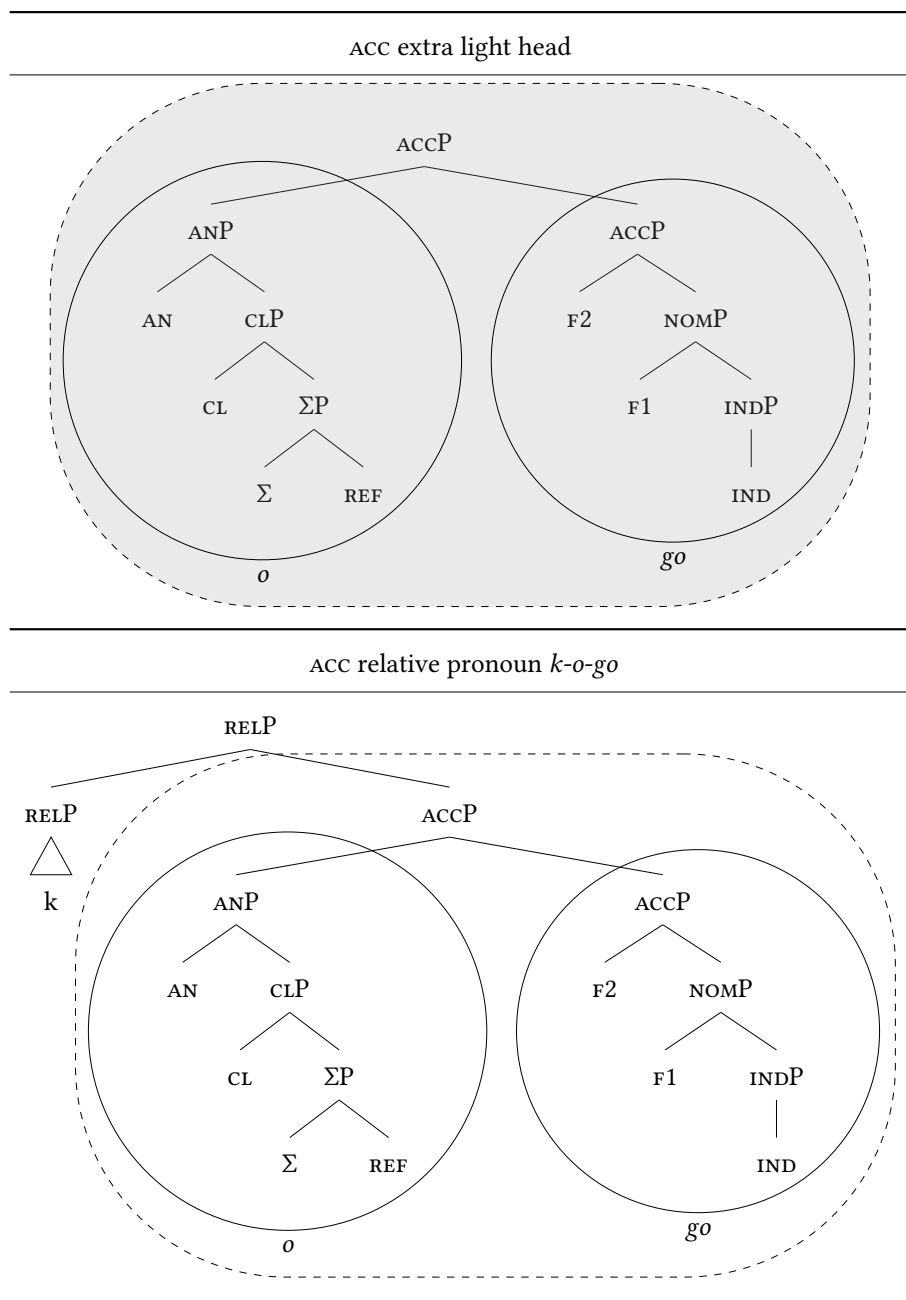 ACC extra light head
ACCP
ANP ACCP
AN CLP F2 NOMP
CL ΣP F1 INDP
Σ REF IND
o go
ACC relative pronoun k-o-go
RELP
RELP ACCP
k ANP ACCP
AN CLP F2 NOMP
CL ΣP F1 INDP
Σ REF IND
o go